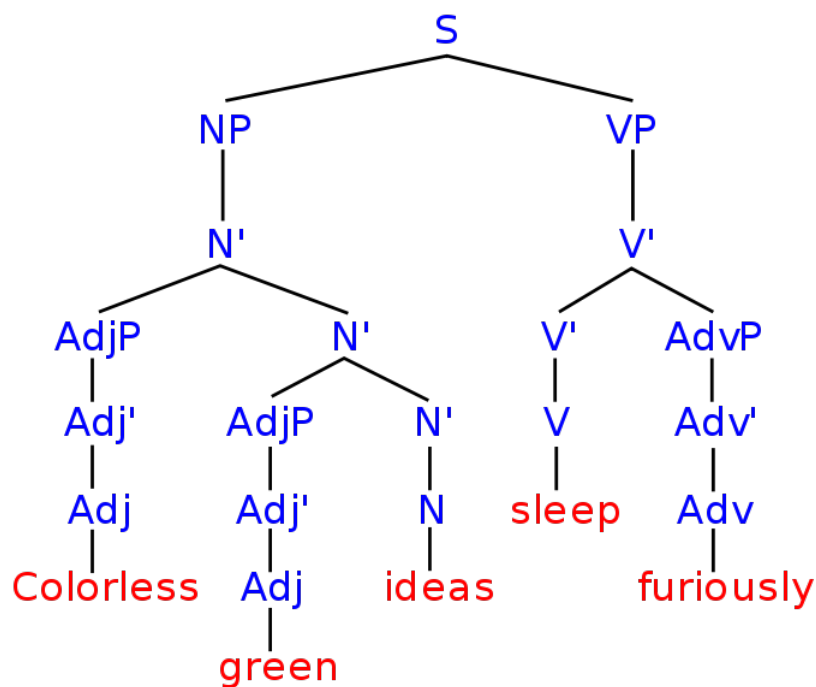 S
NP VP
N' V'
AdjP N' V' AdvP
Adj' AdjP N' V Adv'
Adj Adj' N sleep Adv
Colorless Adj ideas furiously
green